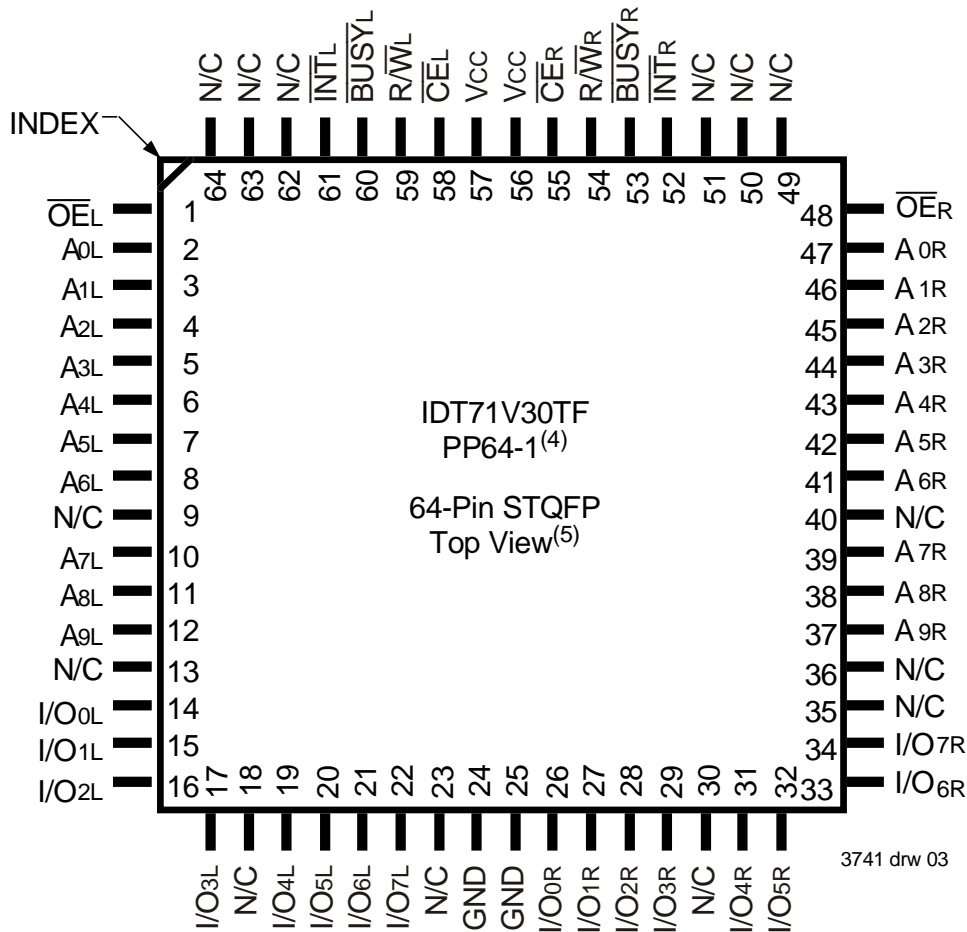 N/C
N/C
N/C
INTL
BUSYL
R/WL
CEL
VCC
VCC
CER
R/WR
BUSYR
INTR
N/C
N/C
N/C
INDEX
64
63
62
61
60
59
58
57
56
55
54
53
52
51
50
49
OEL 1
A0L 2
A1L 3
A2L 4
A3L 5
A4L 6
A5L 7
A6L 8
N/C 9
A7L 10
A8L 11
A9L 12
N/C 13
I/O0L 14
I/O1L 15
I/O2L 16
IDT71V30TF
PP64-1(4)
64-Pin STQFP
Top View(5)
48 OER
47 A0R
46 A1R
45 A2R
44 A3R
43 A4R
42 A5R
41 A6R
40 N/C
39 A7R
38 A8R
37 A9R
36 N/C
35 N/C
34 I/O7R
33 I/O6R
17
18
19
20
21
22
23
24
25
26
27
28
29
30
31
32
I/O3L
N/C
I/O4L
I/O5L
I/O6L
I/O7L
N/C
GND
GND
I/O0R
I/O1R
I/O2R
I/O3R
N/C
I/O4R
I/O5R
3741 drw 03